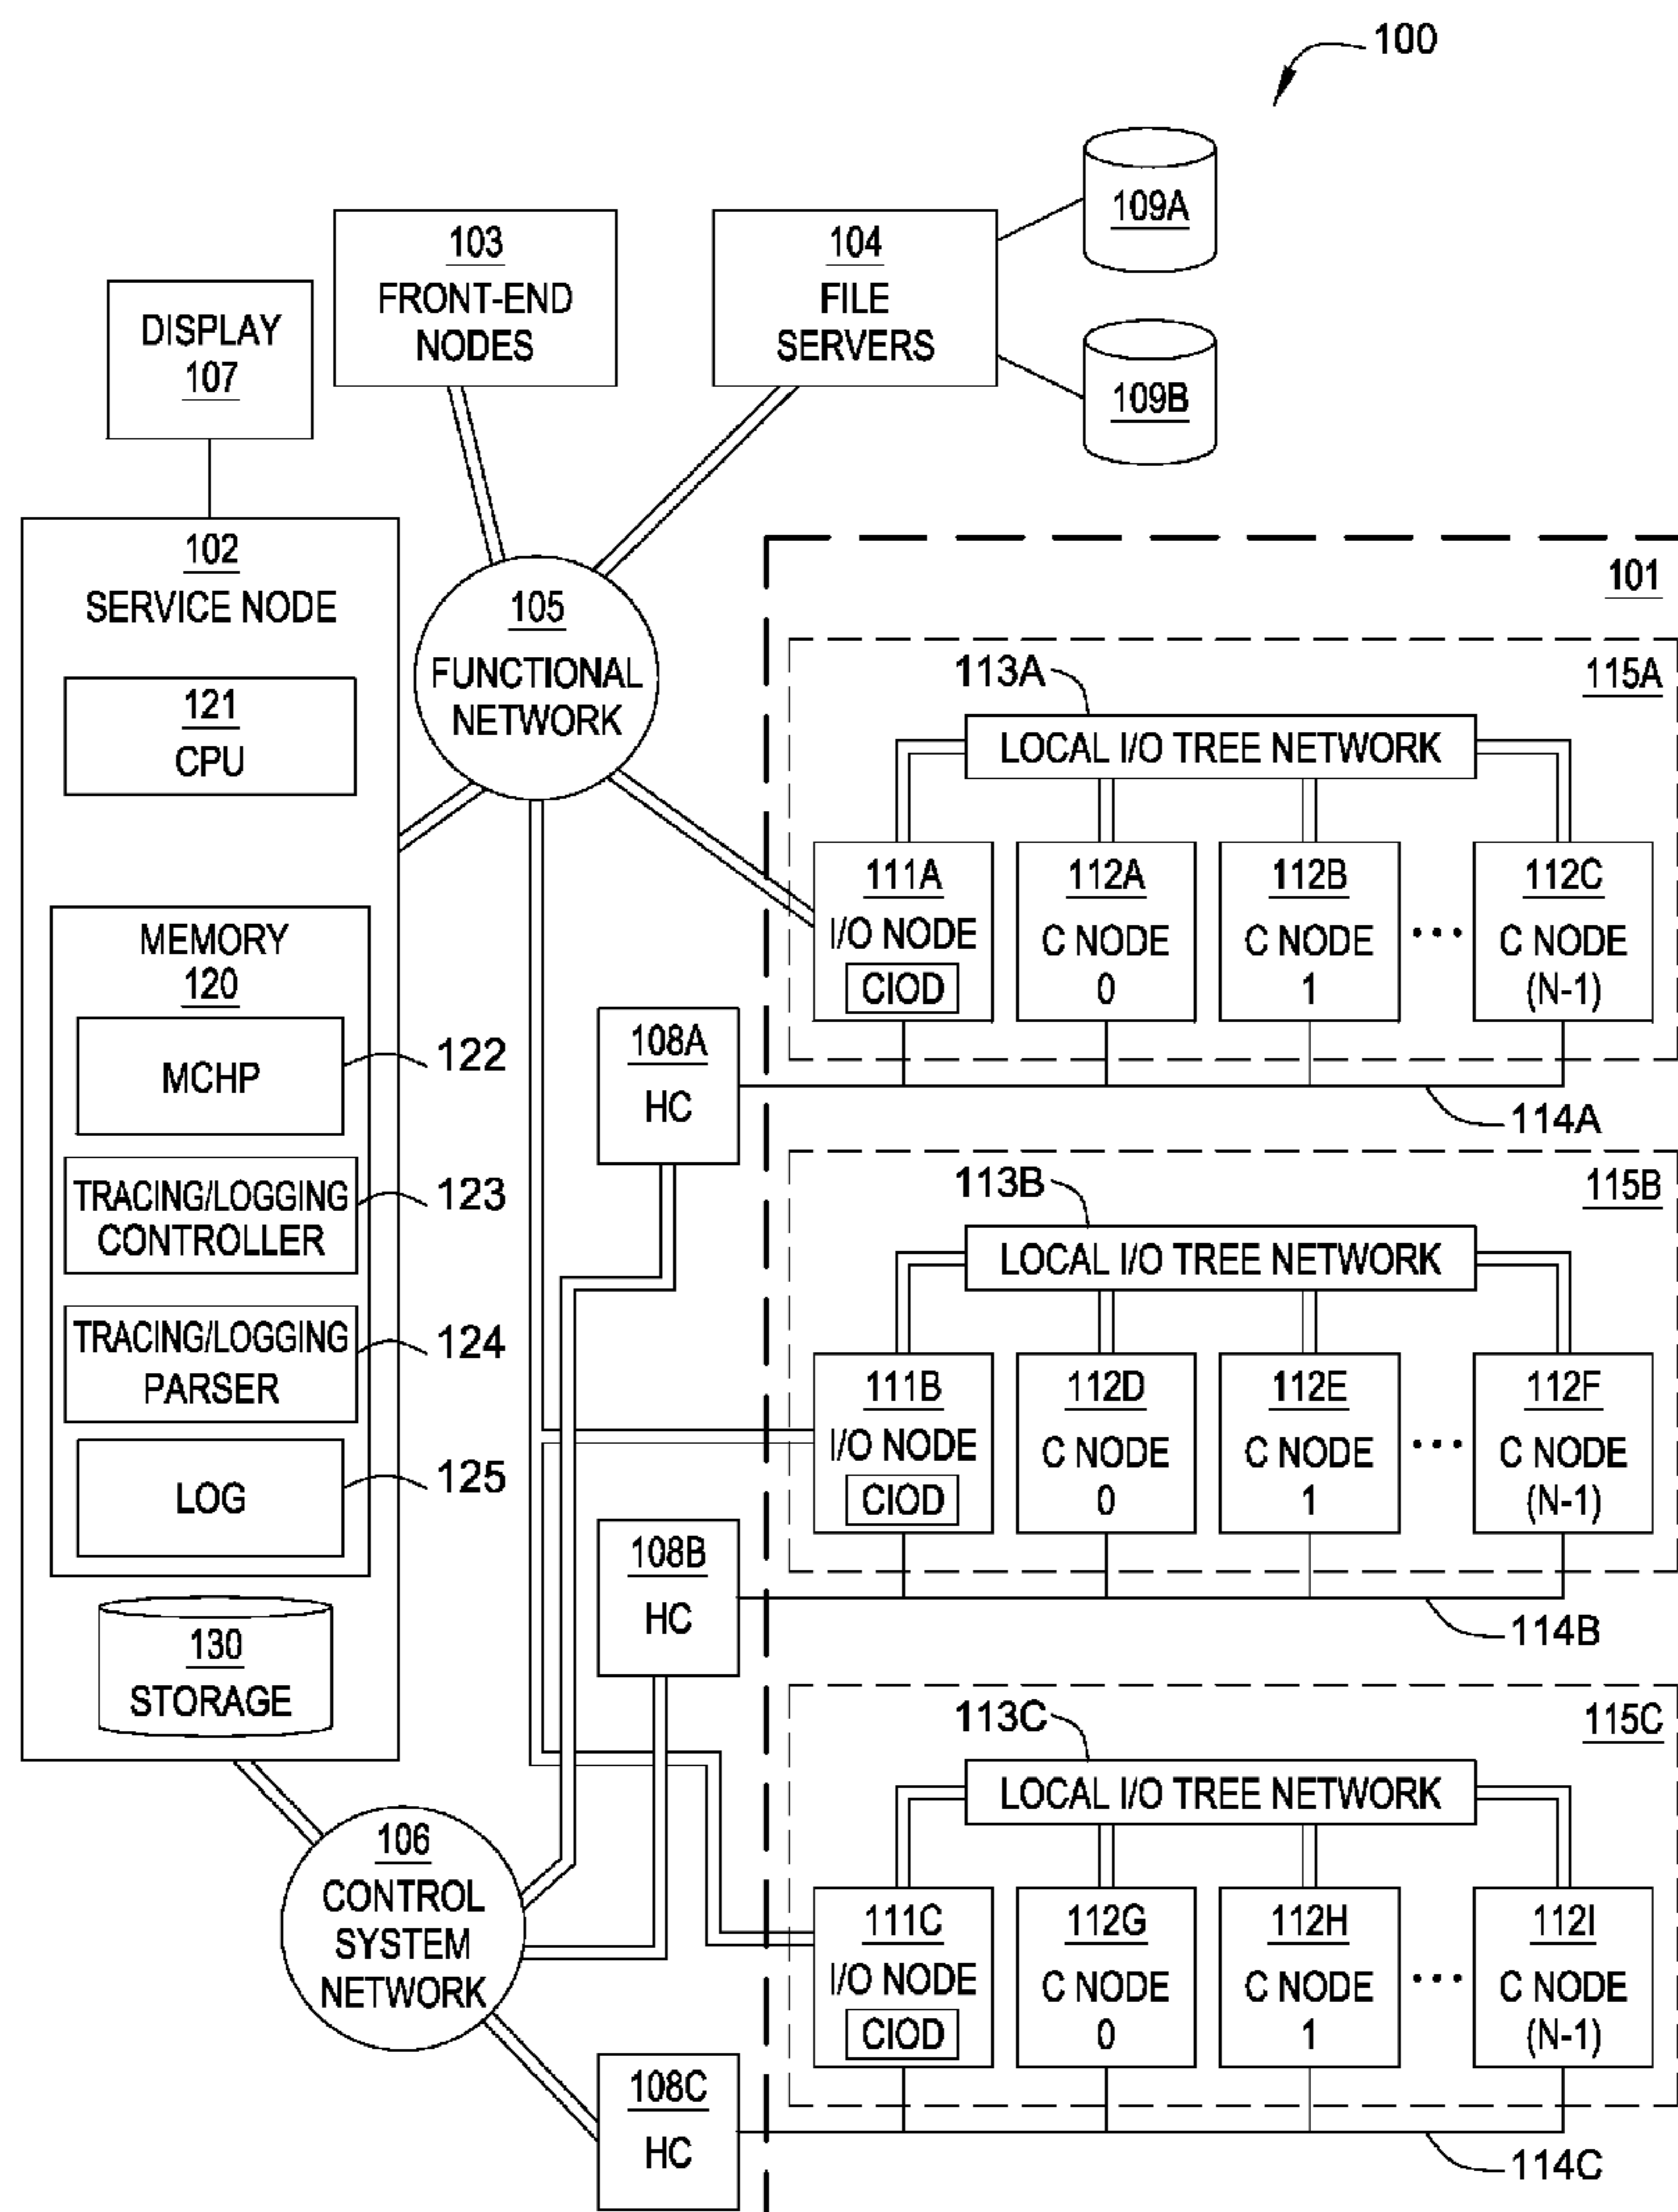 100
109A
103
FRONT-END
NODES
104
FILE
SERVERS
DISPLAY
107
109B
102
SERVICE NODE
101
105
FUNCTIONAL
NETWORK
121
CPU
115A
113A
LOCAL I/O TREE NETWORK
111A
I/O NODE
CIOD
112A
C NODE
0
112B
C NODE
1
•••
112C
C NODE
(N-1)
MEMORY
120
MCHP
122
108A
HC
114A
TRACING/LOGGING
CONTROLLER
123
115B
113B
LOCAL I/O TREE NETWORK
TRACING/LOGGING
PARSER
124
111B
I/O NODE
CIOD
112D
C NODE
0
112E
C NODE
1
•••
112F
C NODE
(N-1)
LOG
125
108B
HC
114B
130
STORAGE
115C
113C
LOCAL I/O TREE NETWORK
106
CONTROL
SYSTEM
NETWORK
111C
I/O NODE
CIOD
112G
C NODE
0
112H
C NODE
1
•••
112I
C NODE
(N-1)
108C
HC
114C